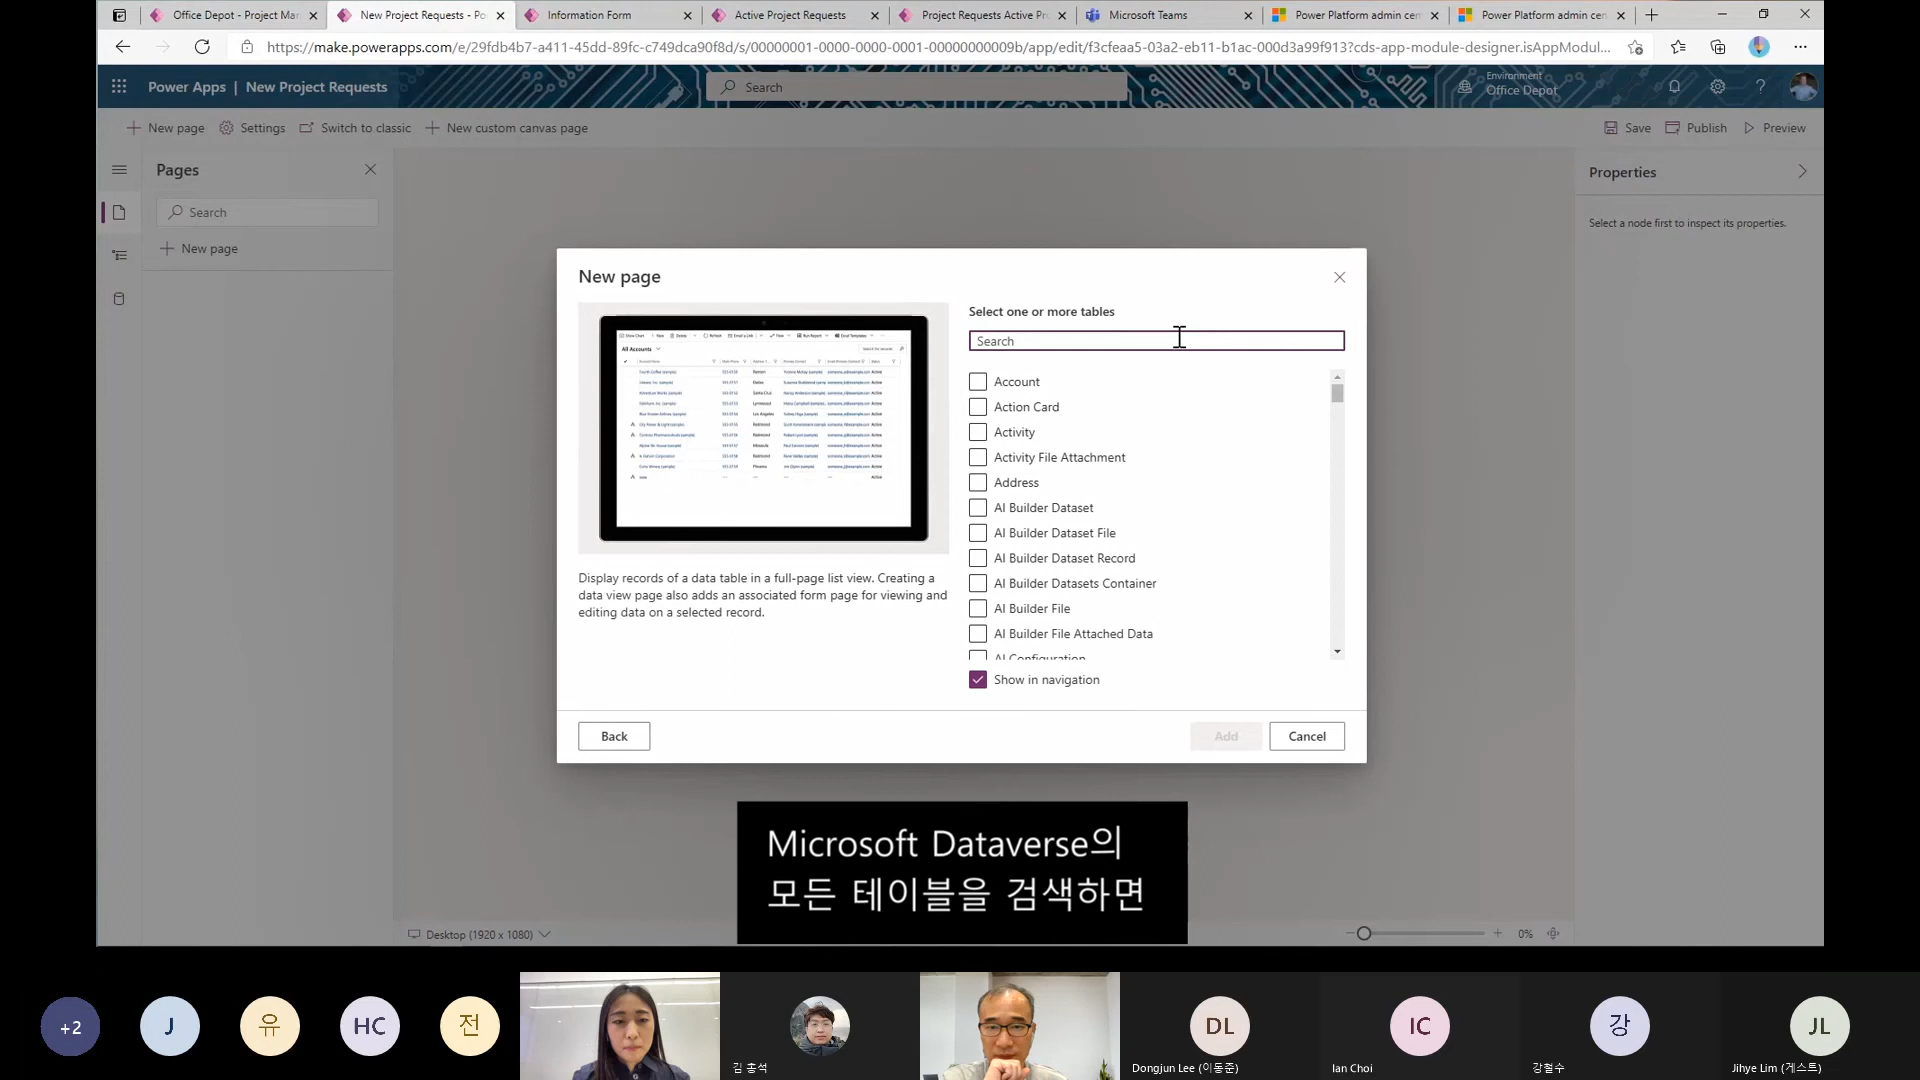 Office Depot - Project Mar
New Project Requests - Po
Information Form
Active Project Requests
Project Requests Active Pr
Microsoft Teams
Power Platform admin cen
Power Platform admin cen
https://make.powerapps.com/e/29fdb4b7-a411-45dd-89fc-c749dca90f8d/s/00000001-0000-0000-0001-00000000009b/app/edit/f3cfeaa5-03a2-eb11-b1ac-000d3a99f913?cds-app-module-designer.isAppModul...
Power Apps | New Project Requests
Search
Environment
Office Depot
New page
Settings
Switch to classic
New custom canvas page
Save
Publish
Preview
Pages
Search
New page
Properties
Select a node first to inspect its properties.
New page
All Accounts
Display records of a data table in a full-page list view. Creating a
data view page also adds an associated form page for viewing and
editing data on a selected record.
Select one or more tables
Search
Account
Action Card
Activity
Activity File Attachment
Address
AI Builder Dataset
AI Builder Dataset File
AI Builder Dataset Record
AI Builder Datasets Container
AI Builder File
AI Builder File Attached Data
AI Configuration
Show in navigation
Back
Add
Cancel
Microsoft Dataverse의
모든 테이블을 검색하면
Desktop (1920 x 1080)
0%
+2
J
유
HC
전
김 홍석
DL
Dongjun Lee (이동준)
IC
Ian Choi
강
강철수
JL
Jihye Lim (게스트)